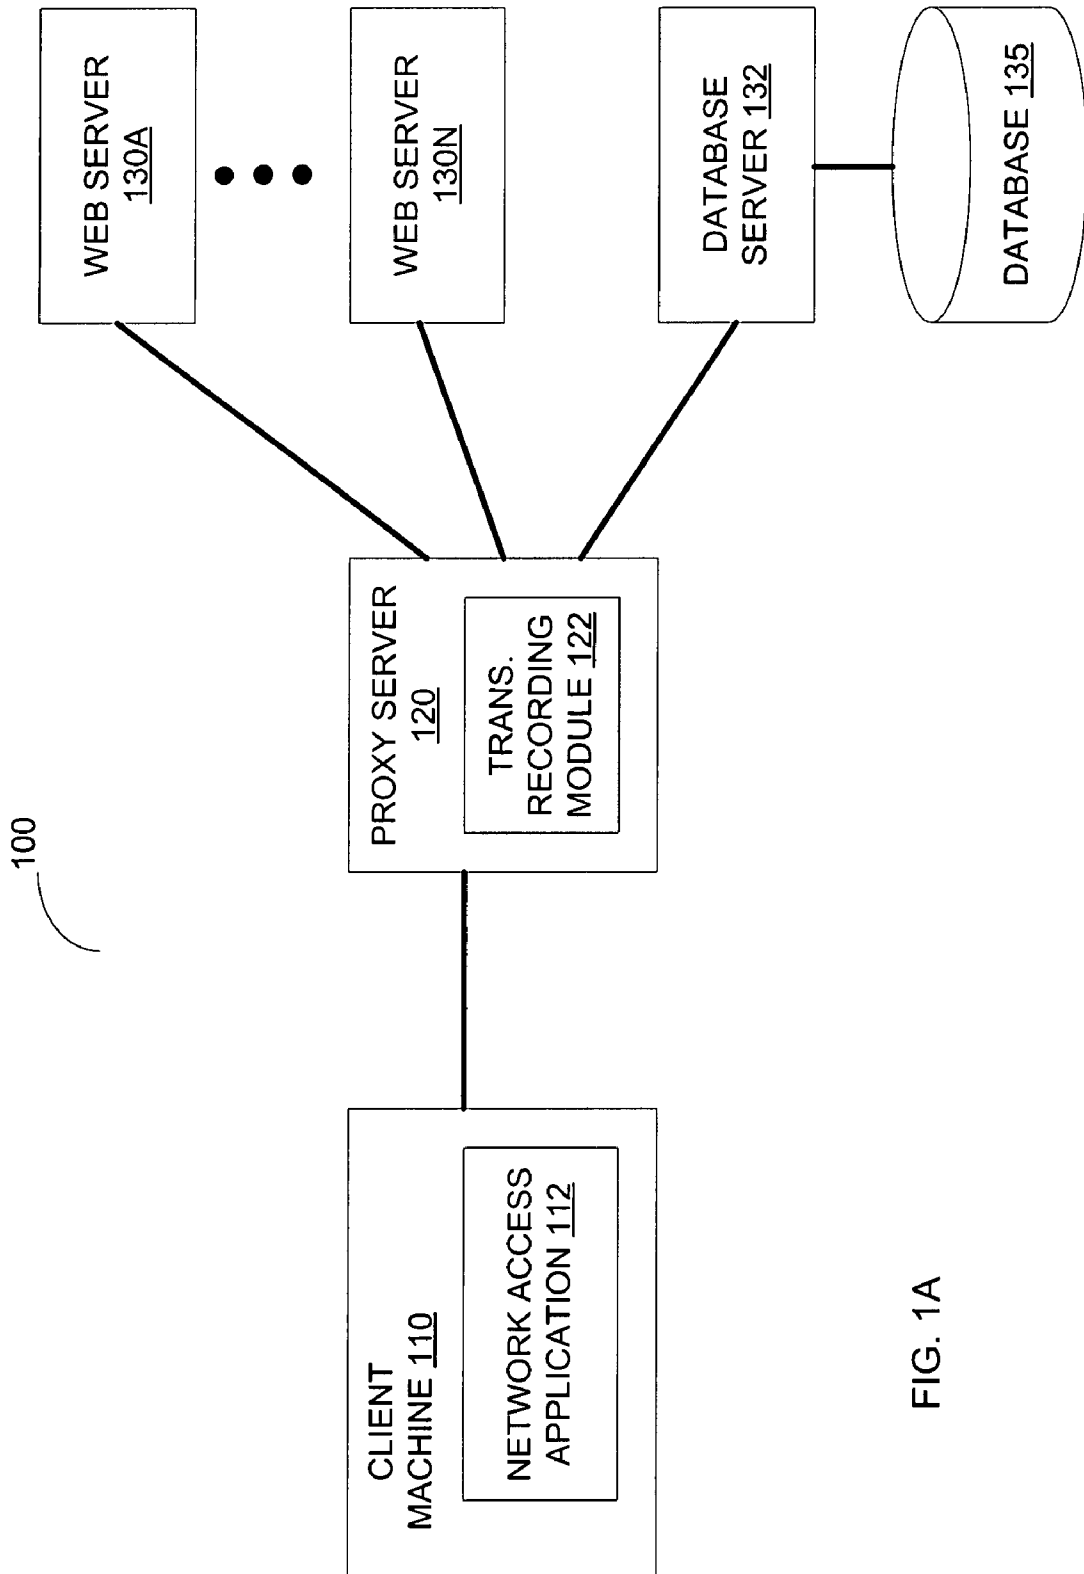 100
CLIENT
MACHINE 110
NETWORK ACCESS
APPLICATION 112
PROXY SERVER
120
TRANS.
RECORDING
MODULE 122
WEB SERVER
130A
WEB SERVER
130N
DATABASE
SERVER 132
DATABASE 135
FIG. 1A